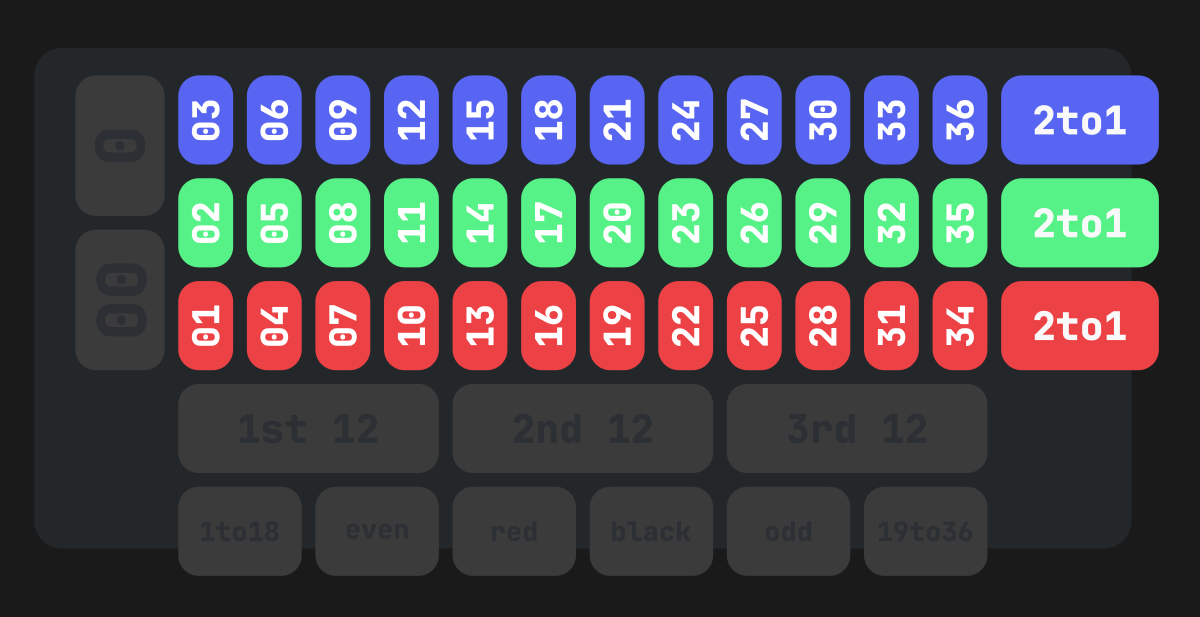 0
03 06 09 12 15 18 21 24 27 30 33 36 2to1
00
02 05 08 11 14 17 20 23 26 29 32 35 2to1
01 04 07 10 13 16 19 22 25 28 31 34 2to1
1st 12 2nd 12 3rd 12
1to18 even red black odd 19to36